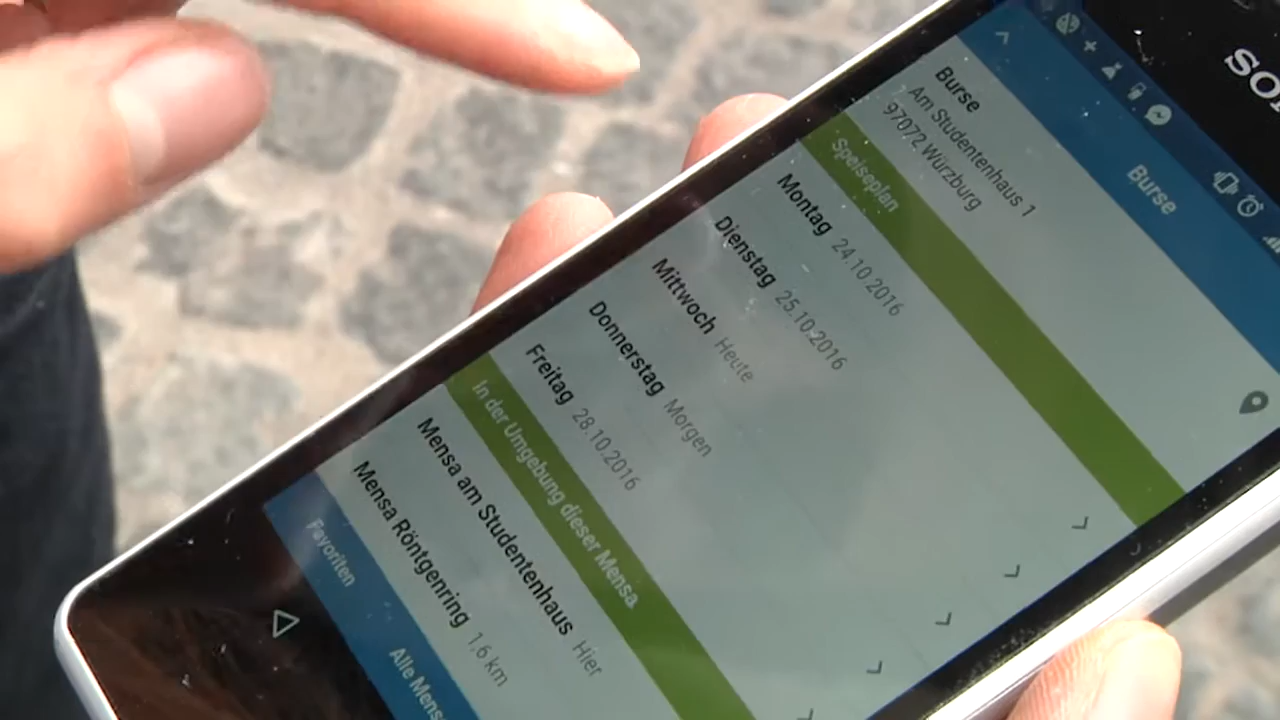 Burse
Burse
Am Studentenhaus 1
97072 Würzburg
Speiseplan
Montag 24.10.2016
Dienstag 25.10.2016
Mittwoch Heute
Donnerstag Morgen
Freitag 28.10.2016
In der Umgebung dieser Mensa
Mensa am Studentenhaus Hier
Mensa Röntgenring 1,6 km
Favoriten
Alle